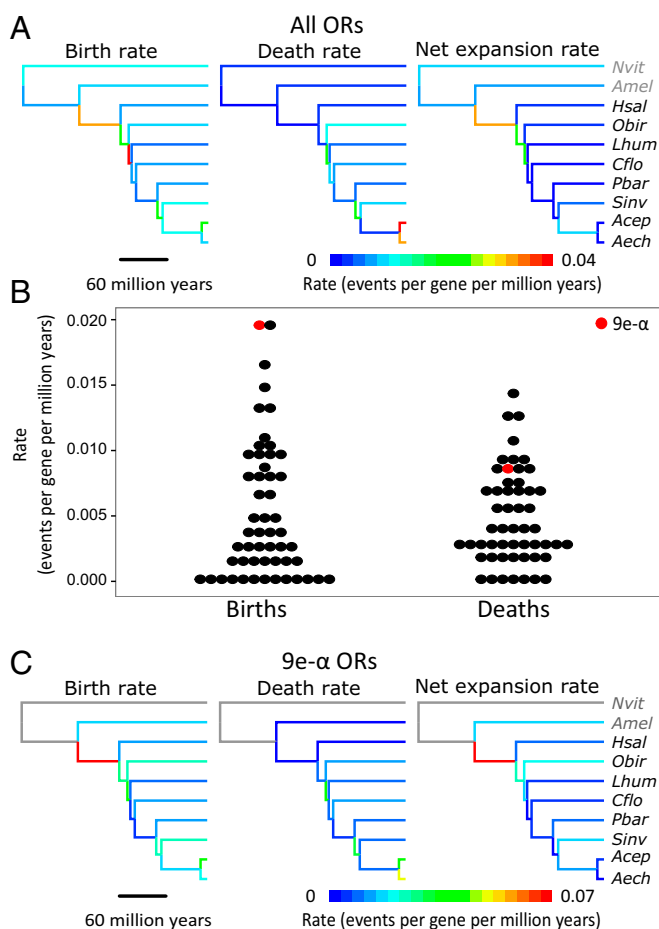 A
All ORs
Birth rate
Death rate
Net expansion rate
Nvit
Amel
Hsal
Obir
Lhum
Cflo
Pbar
Sinv
Acep
Aech
60 million years
0
0.04
Rate (events per gene per million years)
B
0.020
0.015
0.010
0.005
0.000
Rate
(events per gene per million years)
9e-α
Births
Deaths
C
9e-α ORs
Birth rate
Death rate
Net expansion rate
Nvit
Amel
Hsal
Obir
Lhum
Cflo
Pbar
Sinv
Acep
Aech
60 million years
0
0.07
Rate (events per gene per million years)